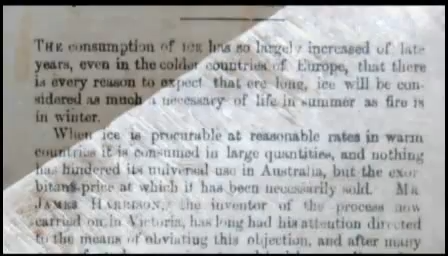 THE consumption of ICE has so largely increased of late
years, even in the colder countries of Europe, that there
is every reason to expect that ere long, ice will be con-
sidered as much a necessary of life in summer as fire is
in winter.
When ice is procurable at reasonable rates in warm
countries it is consumed in large quantities, and nothing
has hindered its universal use in Australia, but the exor
bitant price at which it has been necessarily sold. MR
JAMES HARRISON, the inventor of the process now
carried on in Victoria, has long had his attention directed
to the means of obviating this objection, and after many